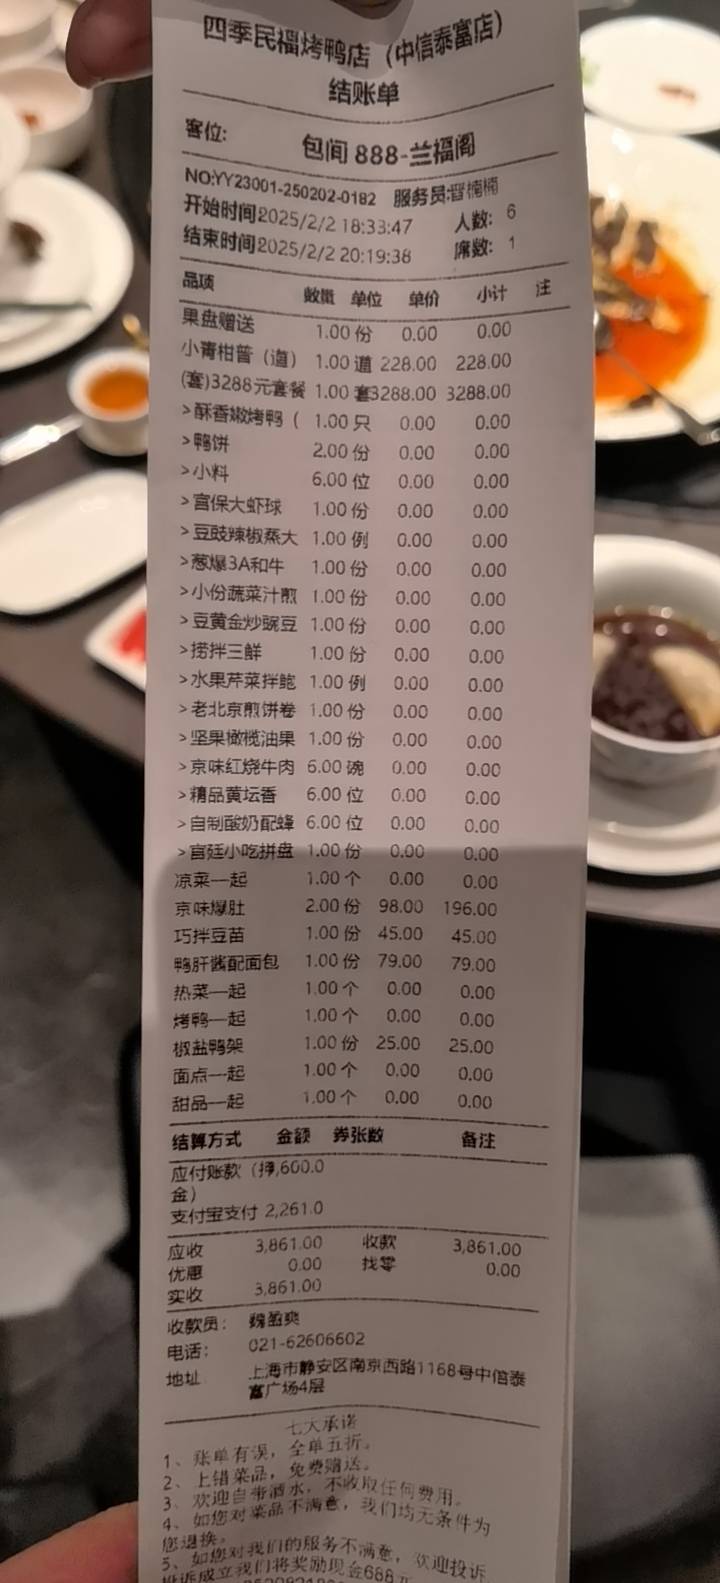 四季民福烤鸭店（中信泰富店）
结账单
客位: 包间 888-兰福阁
NO:YY23001-250202-0182 服务员:晋楠楠
开始时间2025/2/2 18:33:47 人数: 6
结束时间2025/2/2 20:19:38 席数: 1
品项 数量 单位 单价 小计 注
果盘赠送 1.00 份 0.00 0.00
小青柑普（道） 1.00 道 228.00 228.00
(套)3288元套餐 1.00 套3288.00 3288.00
>酥香嫩烤鸭（ 1.00 只 0.00 0.00
>鸭饼 2.00 份 0.00 0.00
>小料 6.00 位 0.00 0.00
>宫保大虾球 1.00 份 0.00 0.00
>豆豉辣椒蒸大 1.00 例 0.00 0.00
>葱爆3A和牛 1.00 份 0.00 0.00
>小份蔬菜汁煎 1.00 份 0.00 0.00
>豆黄金炒豌豆 1.00 份 0.00 0.00
>捞拌三鲜 1.00 份 0.00 0.00
>水果芹菜拌鲍 1.00 例 0.00 0.00
>老北京煎饼卷 1.00 份 0.00 0.00
>坚果橄榄油果 1.00 份 0.00 0.00
>京味红烧牛肉 6.00 碗 0.00 0.00
>精品黄坛香 6.00 位 0.00 0.00
>自制酸奶配蜂 6.00 位 0.00 0.00
>宫廷小吃拼盘 1.00 份 0.00 0.00
凉菜一起 1.00 个 0.00 0.00
京味爆肚 2.00 份 98.00 196.00
巧拌豆苗 1.00 份 45.00 45.00
鸭肝酱配面包 1.00 份 79.00 79.00
热菜一起 1.00 个 0.00 0.00
烤鸭一起 1.00 个 0.00 0.00
椒盐鸭架 1.00 份 25.00 25.00
面点一起 1.00 个 0.00 0.00
甜品一起 1.00 个 0.00 0.00
结算方式 金额 券张数 备注
应付账款（押,600.0
金）
支付宝支付 2,261.0
应收 3,861.00 收款 3,861.00
优惠 0.00 找零 0.00
实收 3,861.00
收款员:
电话: 021-62606602
地址 上海市静安区南京西路1168号中信泰
富广场4层
七大承诺
1、账单有误，全单五折。
2、上错菜品，免费赠送。
3、欢迎自带酒水，不收取任何费用。
4、如您对菜品不满意，我们均无条件为
您退换。
5、如您对我们的服务不满意，欢迎投诉
投诉成立我们将奖励现金688元